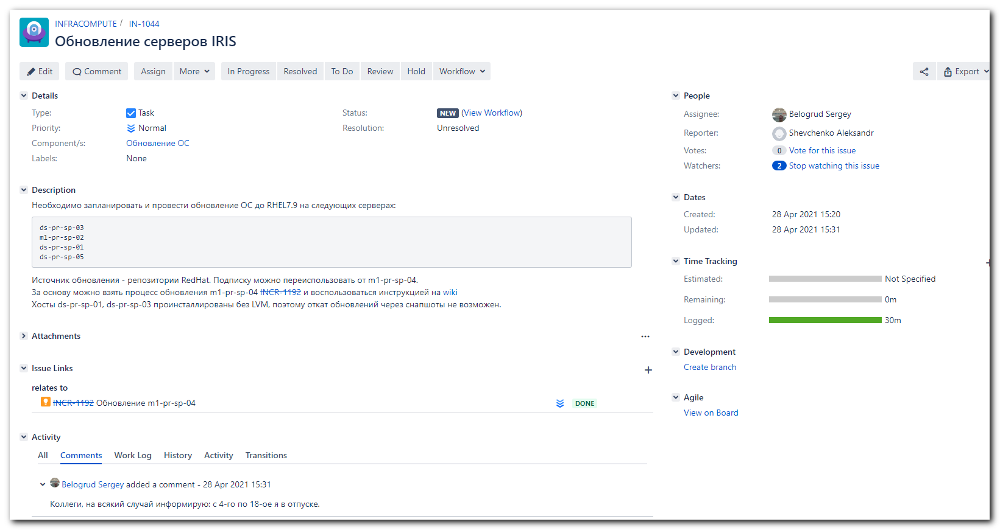 INFRACOMPUTE / IN-1044
Обновление серверов IRIS
Edit Comment Assign More In Progress Resolved To Do Review Hold Workflow Export
Details
Type: Task
Status: NEW (View Workflow)
Priority: Normal
Resolution: Unresolved
Component/s: Обновление ОС
Labels: None
Description
Необходимо запланировать и провести обновление ОС до RHEL7.9 на следующих серверах:
ds-pr-sp-03
m1-pr-sp-02
ds-pr-sp-01
ds-pr-sp-05
Источник обновления - репозитории RedHat. Подписку можно переиспользовать от m1-pr-sp-04.
За основу можно взять процесс обновления m1-pr-sp-04 INCR-1192 и воспользоваться инструкцией на wiki
Хосты ds-pr-sp-01, ds-pr-sp-03 проинсталлированы без LVM, поэтому откат обновлений через снапшоты не возможен.
Attachments
Issue Links
relates to
INCR-1192 Обновление m1-pr-sp-04 DONE
Activity
All Comments Work Log History Activity Transitions
Belogrud Sergey added a comment - 28 Apr 2021 15:31
Коллеги, на всякий случай информирую: с 4-го по 18-ое я в отпуске.
People
Assignee: Belogrud Sergey
Reporter: Shevchenko Aleksandr
Votes: 0 Vote for this issue
Watchers: 2 Stop watching this issue
Dates
Created: 28 Apr 2021 15:20
Updated: 28 Apr 2021 15:31
Time Tracking
Estimated: Not Specified
Remaining: 0m
Logged: 30m
Development
Create branch
Agile
View on Board